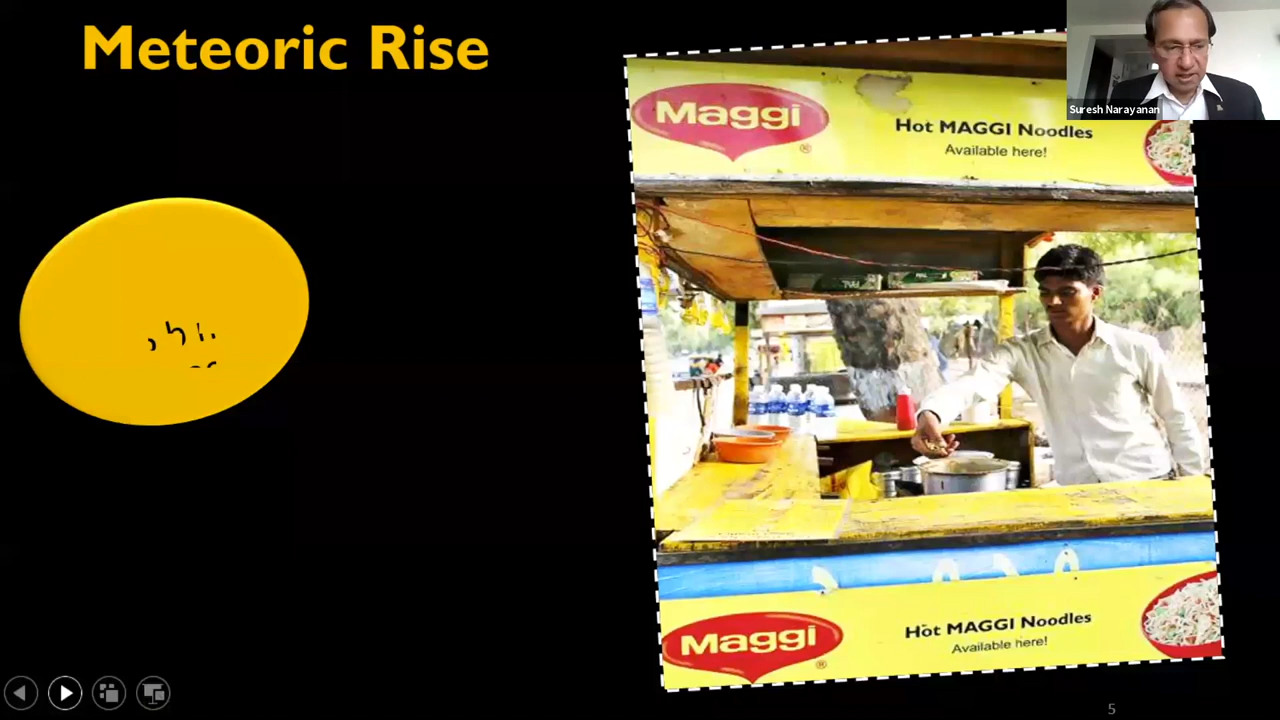 Meteoric Rise
Suresh Narayanan
Maggi
®
Hot MAGGI Noodles
Available here!
Maggi
®
Hot MAGGI Noodles
Available here!
5